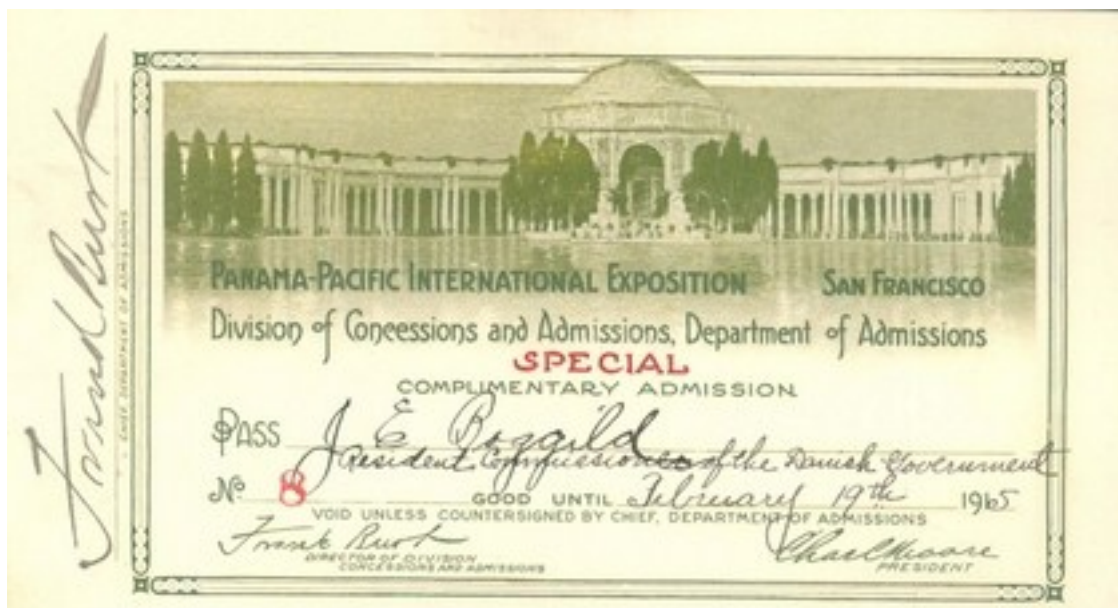 PANAMA-PACIFIC INTERNATIONAL EXPOSITION SAN FRANCISCO
Division of Concessions and Admissions, Department of Admissions
SPECIAL
COMPLIMENTARY ADMISSION
PASS J E Boggild
Resident Commissioner of the Danish Government
No. 8 GOOD UNTIL February 19th 1915
VOID UNLESS COUNTERSIGNED BY CHIEF, DEPARTMENT OF ADMISSIONS
Frank Burt Chas C Moore
DIRECTOR OF DIVISION PRESIDENT
CONCESSIONS AND ADMISSIONS
Frank Burt
CHIEF, DEPARTMENT OF ADMISSIONS